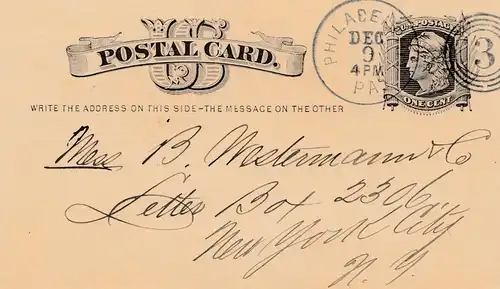 U S
POSTAL CARD.
WRITE THE ADDRESS ON THIS SIDE–THE MESSAGE ON THE OTHER
PHILADE
DEC
9
4 PM
PA
U.S. POSTAGE
ONE CENT
3
Mess B. Westermann & Co
Letter Box 2306
New York City
N. Y.